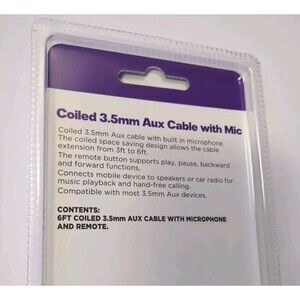 Coiled 3.5mm Aux Cable with Mic
Coiled 3.5mm Aux cable with built in microphone.
The coiled space saving design allows the cable
extension from 3ft to 6ft.
The remote button supports play, pause, backward
and forward functions.
Connects mobile device to speakers or car radio for
music playback and hand-free calling.
Compatible with most 3.5mm Aux devices.
CONTENTS:
6FT COILED 3.5mm AUX CABLE WITH MICROPHONE
AND REMOTE.